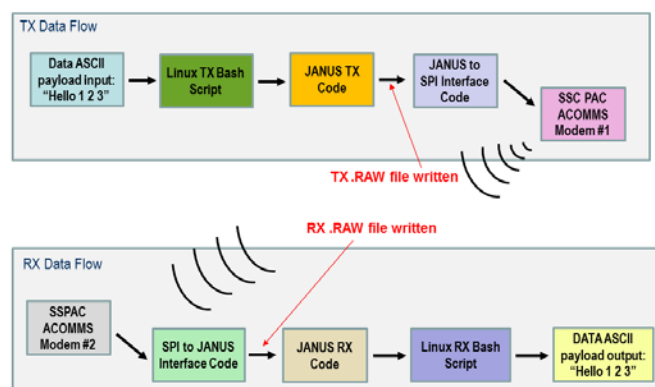 TX Data Flow
Data ASCII
payload input:
“Hello 1 2 3”
Linux TX Bash
Script
JANUS TX
Code
JANUS to
SPI Interface
Code
SSC PAC
ACOMMS
Modem #1
TX .RAW file written
RX .RAW file written
RX Data Flow
SSPAC
ACOMMS
Modem #2
SPI to JANUS
Interface Code
JANUS RX
Code
Linux RX Bash
Script
DATA ASCII
payload output:
“Hello 1 2 3”